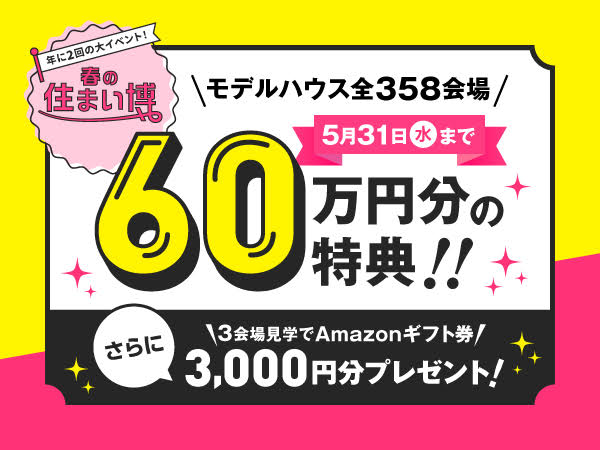 年に2回の大イベント!
春の
住まい博
モデルハウス全358会場
5月31日水まで
60万円分の
特典!!
さらに
3会場見学でAmazonギフト券
3,000円分プレゼント!